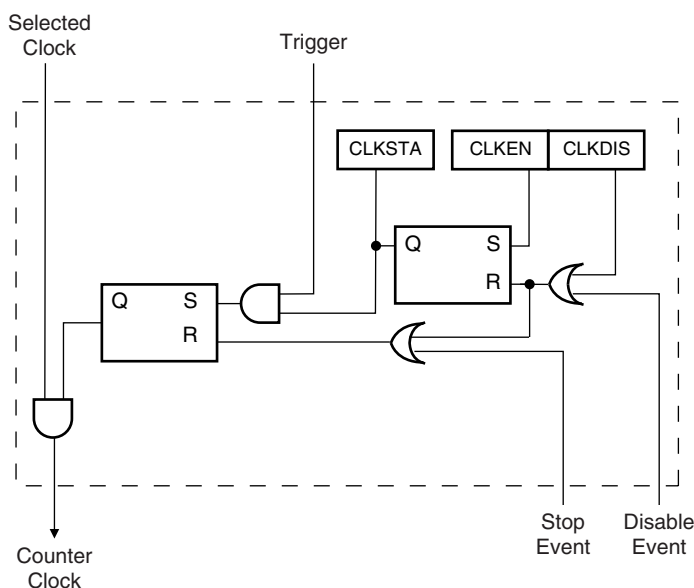 Selected
Clock
Trigger
CLKSTA
CLKEN
CLKDIS
Q
S
R
Q
S
R
Stop
Event
Disable
Event
Counter
Clock